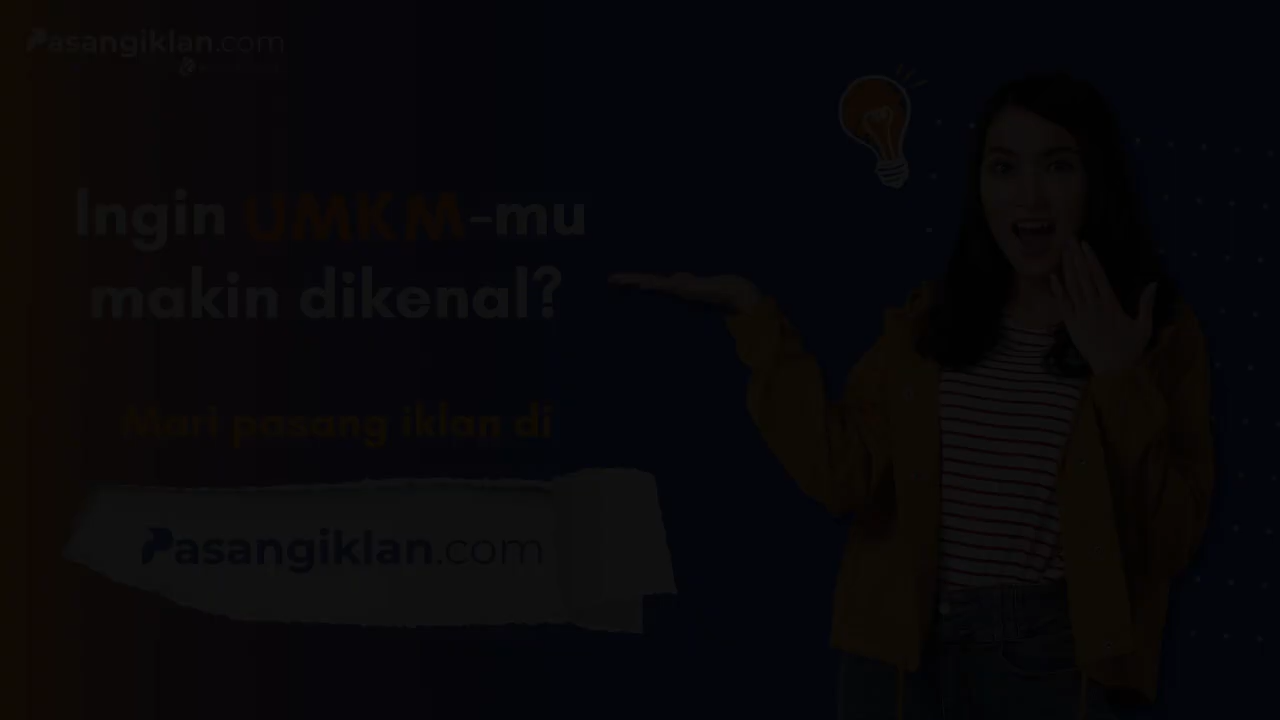 Pasangiklan.com
Ingin UMKM-mu
makin dikenal?
Mari pasang iklan di
Pasangiklan.com